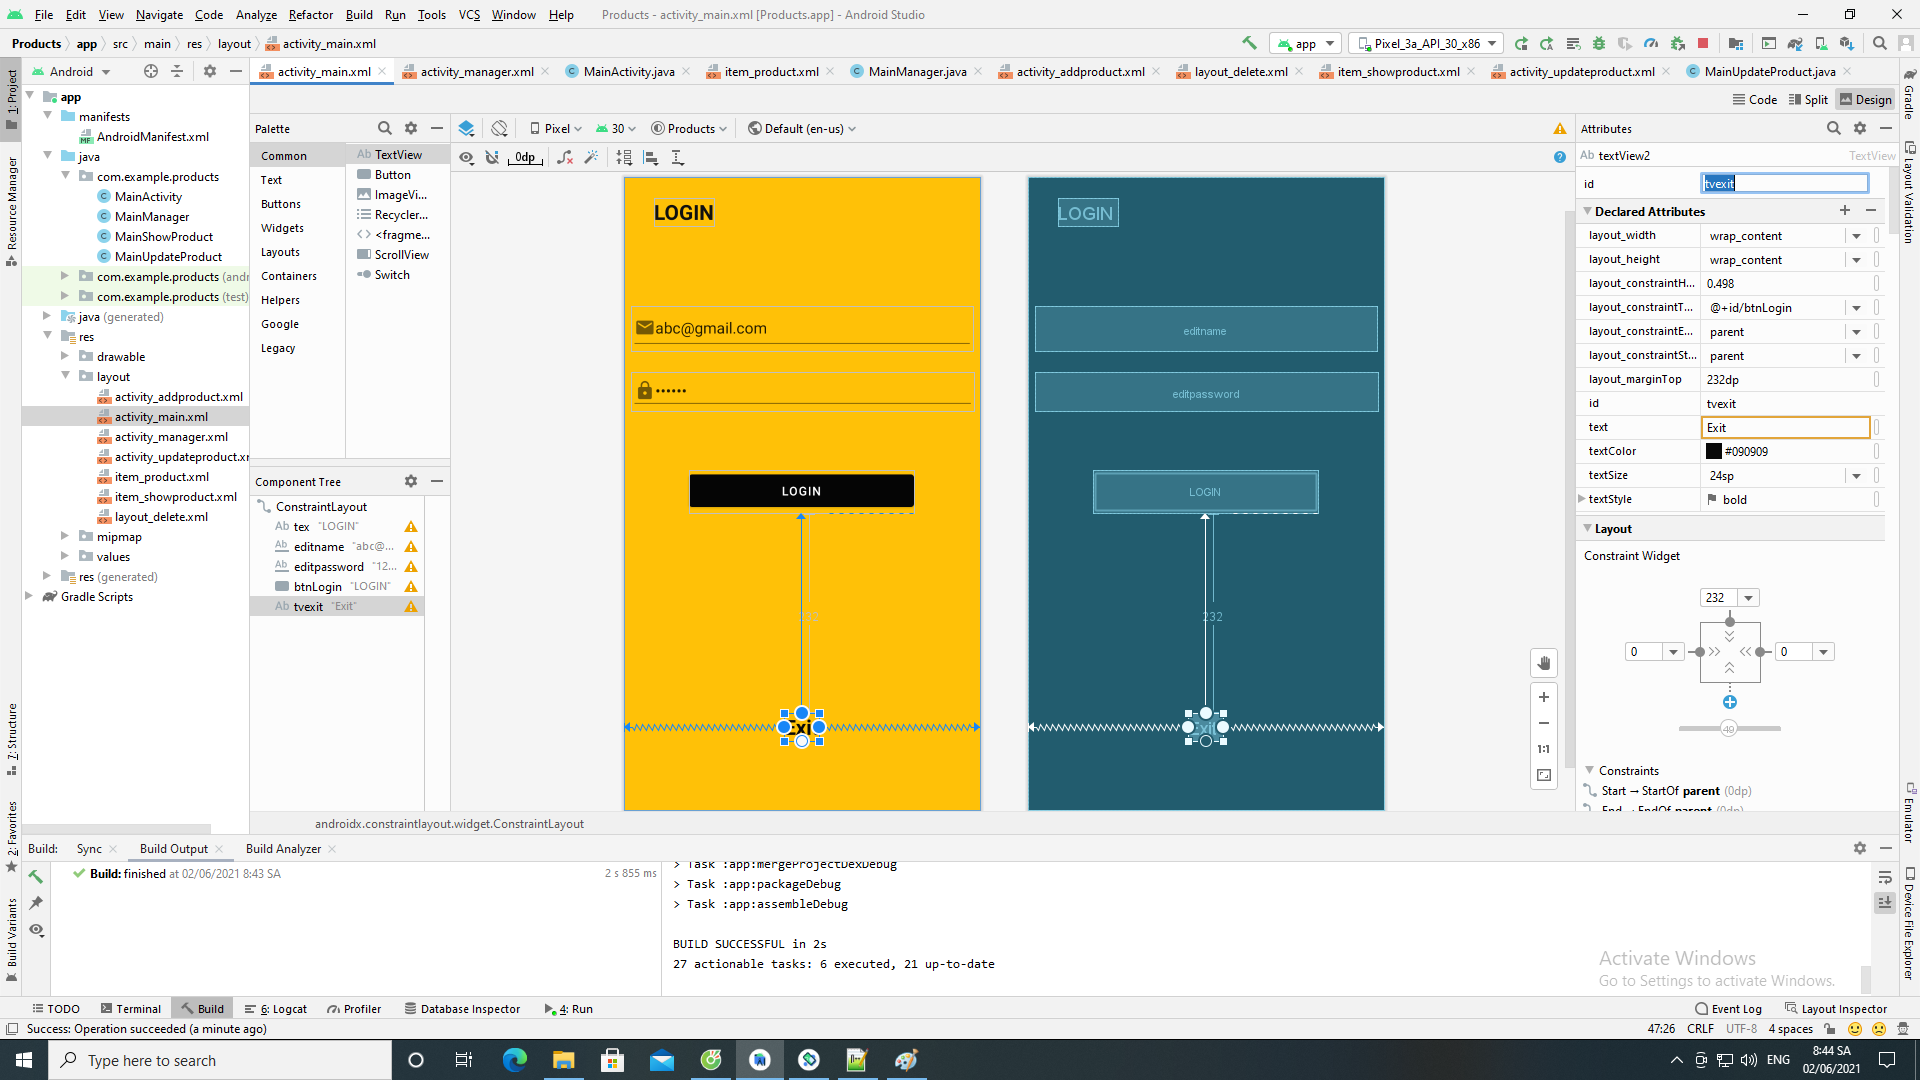 File Edit View Navigate Code Analyze Refactor Build Run Tools VCS Window Help Products - activity_main.xml [Products.app] - Android Studio
Products app src main res layout activity_main.xml app Pixel_3a_API_30_x86
Android activity_main.xml activity_manager.xml MainActivity.java item_product.xml MainManager.java activity_addproduct.xml layout_delete.xml item_showproduct.xml activity_updateproduct.xml MainUpdateProduct.java
Code Split Design
1: Project
Resource Manager
7: Structure
2: Favorites
Build Variants
app
manifests
AndroidManifest.xml
java
com.example.products
MainActivity
MainManager
MainShowProduct
MainUpdateProduct
com.example.products (andr
com.example.products (test)
java (generated)
res
drawable
layout
activity_addproduct.xml
activity_main.xml
activity_manager.xml
activity_updateproduct.xr
item_product.xml
item_showproduct.xml
layout_delete.xml
mipmap
values
res (generated)
Gradle Scripts
Palette
Common
Text
Buttons
Widgets
Layouts
Containers
Helpers
Google
Legacy
Ab TextView
Button
ImageVi...
Recycler...
<fragme...
ScrollView
Switch
Component Tree
ConstraintLayout
Ab tex "LOGIN"
Ab editname "abc@...
Ab editpassword "12...
btnLogin "LOGIN"
Ab tvexit "Exit"
Pixel 30 Products Default (en-us)
0dp
LOGIN
abc@gmail.com
••••••
LOGIN
232
Exi
LOGIN
editname
editpassword
LOGIN
232
Exit
1:1
androidx.constraintlayout.widget.ConstraintLayout
Attributes
Ab textView2 TextView
id tvexit
Declared Attributes
layout_width wrap_content
layout_height wrap_content
layout_constraintH... 0.498
layout_constraintT... @+id/btnLogin
layout_constraintE... parent
layout_constraintSt... parent
layout_marginTop 232dp
id tvexit
text Exit
textColor #090909
textSize 24sp
textStyle bold
Layout
Constraint Widget
232
0 0
49
Constraints
Start → StartOf parent (0dp)
End → EndOf parent (0dp)
Gradle
Layout Validation
Emulator
Device File Explorer
Build: Sync Build Output Build Analyzer
Build: finished at 02/06/2021 8:43 SA 2 s 855 ms
> Task :app:mergeProjectDexDebug
> Task :app:packageDebug
> Task :app:assembleDebug
BUILD SUCCESSFUL in 2s
27 actionable tasks: 6 executed, 21 up-to-date
Activate Windows
Go to Settings to activate Windows.
TODO Terminal Build 6: Logcat Profiler Database Inspector 4: Run Event Log Layout Inspector
Success: Operation succeeded (a minute ago) 47:26 CRLF UTF-8 4 spaces
Type here to search ENG 8:44 SA
02/06/2021